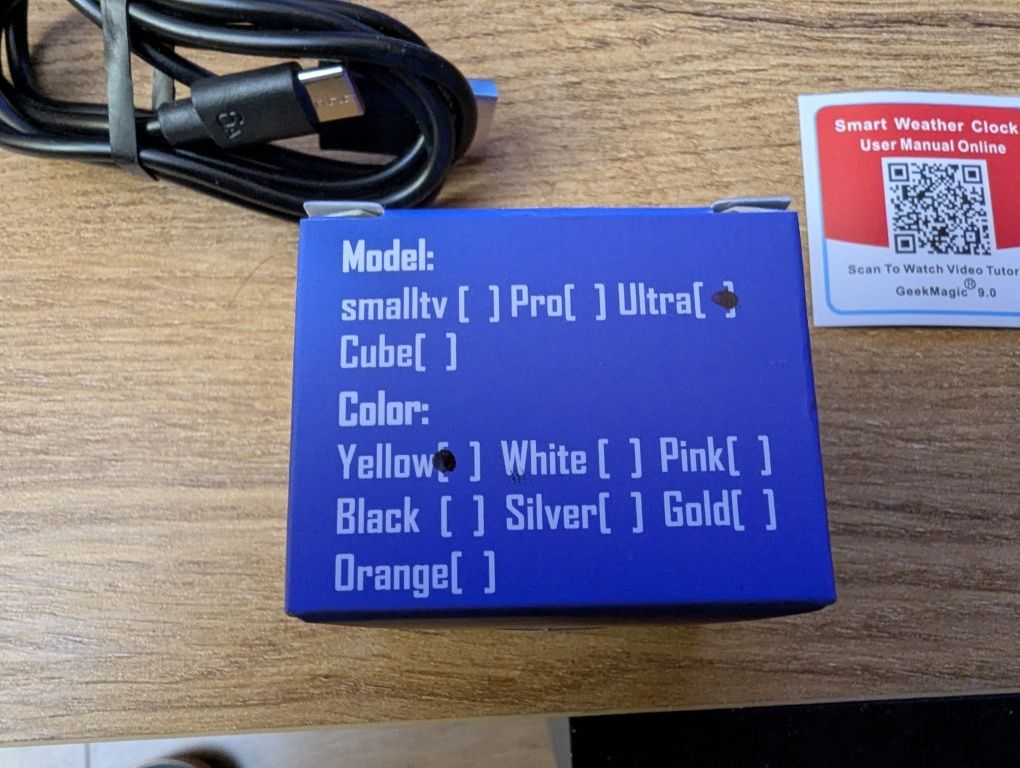 Model:
smalltv [ ] Pro[ ] Ultra[ ]
Cube[ ]
Color:
Yellow[ ] White [ ] Pink[ ]
Black [ ] Silver[ ] Gold[ ]
Orange[ ]
Smart Weather Clock
User Manual Online
Scan To Watch Video Tutor
GeekMagic® 9.0